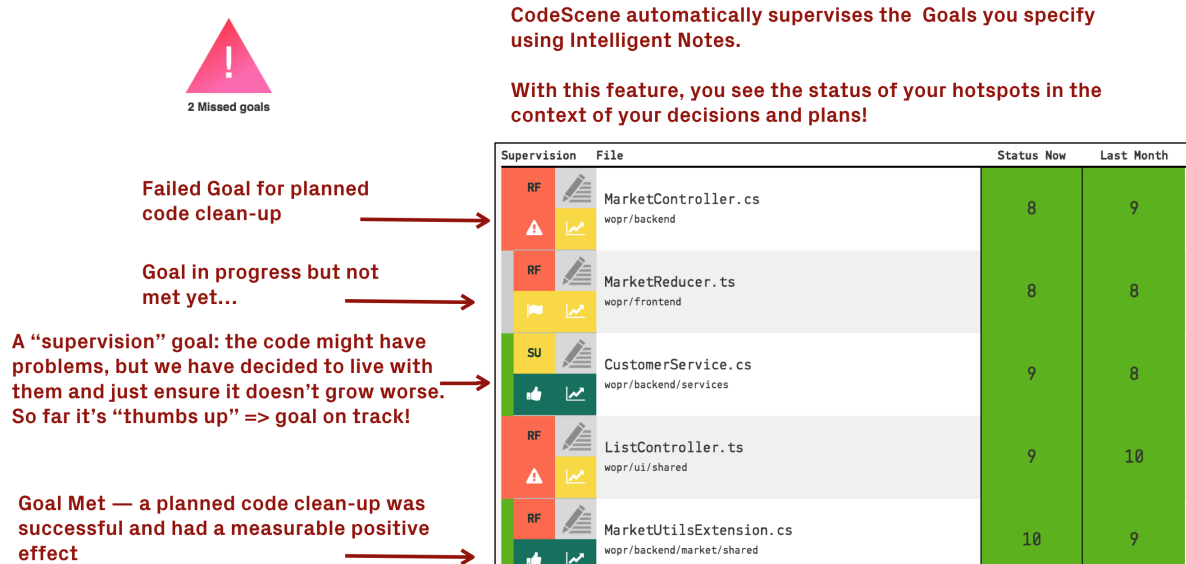 CodeScene automatically supervises the Goals you specify
using Intelligent Notes.
With this feature, you see the status of your hotspots in the
context of your decisions and plans!
!
2 Missed goals
Supervision File Status Now Last Month
Failed Goal for planned
code clean-up
RF
MarketController.cs
wopr/backend
8 9
Goal in progress but not
met yet...
RF
MarketReducer.ts
wopr/frontend
8 8
A “supervision” goal: the code might have
problems, but we have decided to live with
them and just ensure it doesn’t grow worse.
So far it’s “thumbs up” => goal on track!
SU
CustomerService.cs
wopr/backend/services
9 8
RF
ListController.ts
wopr/ui/shared
9 10
Goal Met — a planned code clean-up was
successful and had a measurable positive
effect
RF
MarketUtilsExtension.cs
wopr/backend/market/shared
10 9